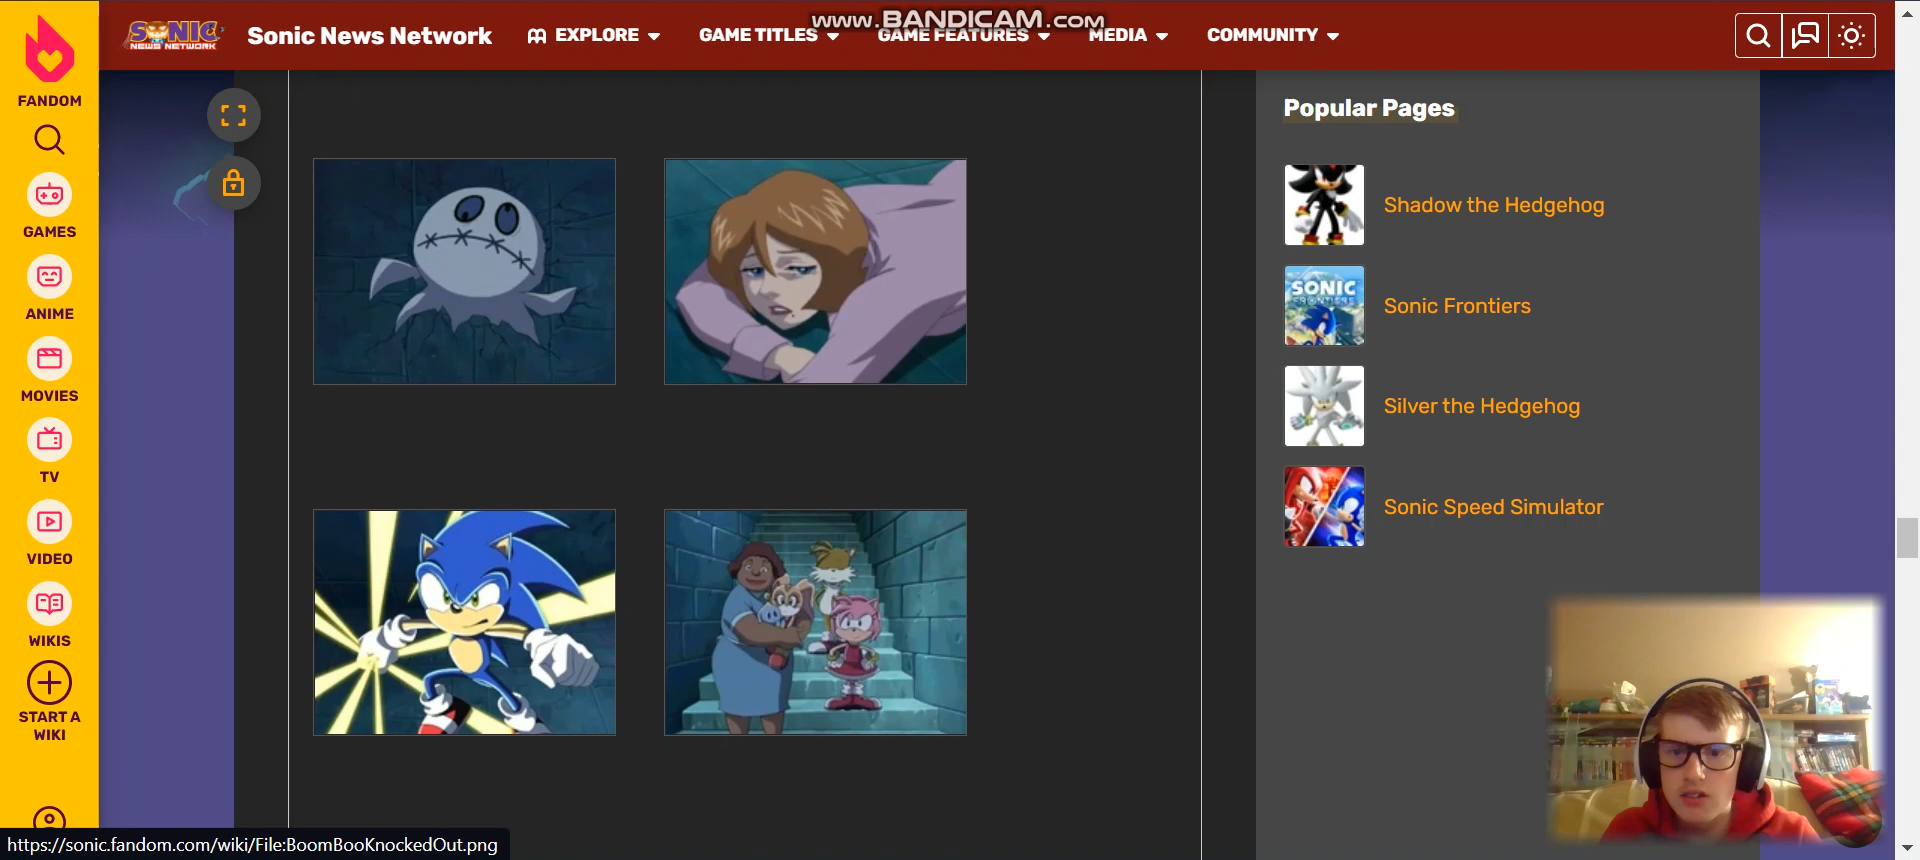 www.BANDICAM.com
SONIC
NEWS NETWORK
Sonic News Network
EXPLORE
GAME TITLES
GAME FEATURES
MEDIA
COMMUNITY
FANDOM
GAMES
ANIME
MOVIES
TV
VIDEO
WIKIS
START A
WIKI
Popular Pages
Shadow the Hedgehog
SONIC
FRONTIERS
Sonic Frontiers
Silver the Hedgehog
Sonic Speed Simulator
https://sonic.fandom.com/wiki/File:BoomBooKnockedOut.png